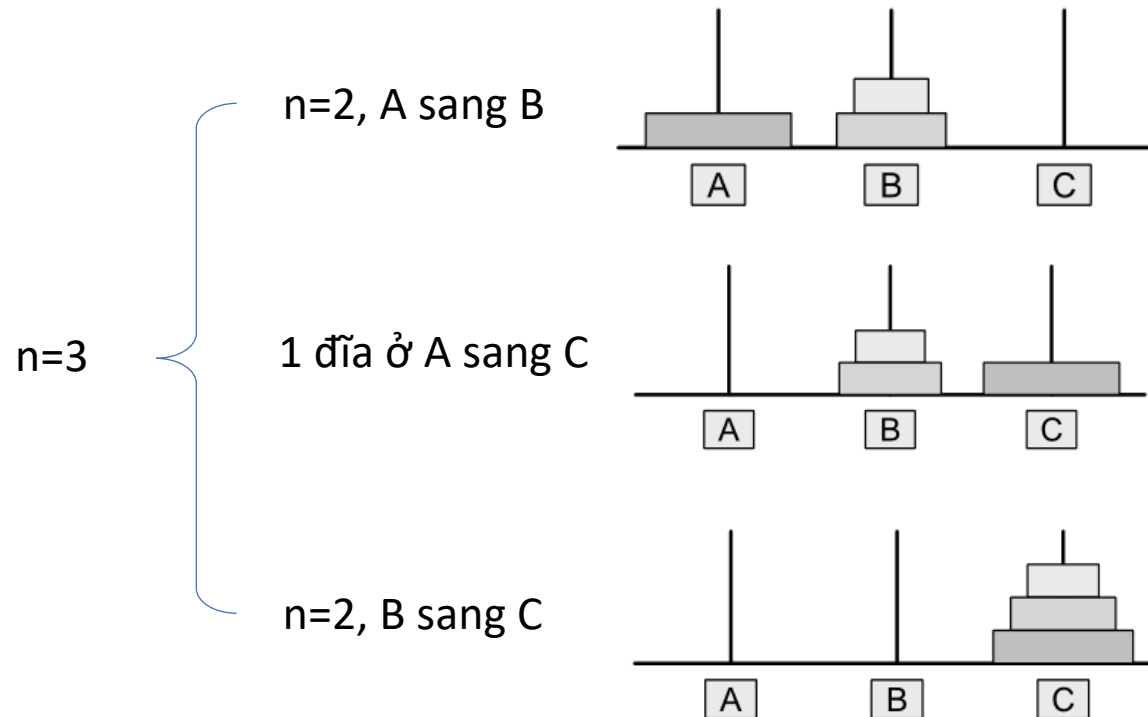 n=3
n=2, A sang B
A B C
1 đĩa ở A sang C
A B C
n=2, B sang C
A B C